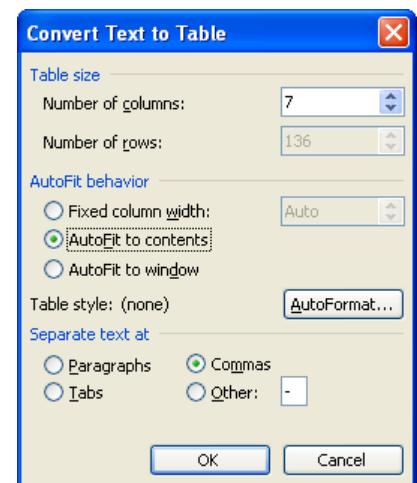 Convert Text to Table
Table size
Number of columns: 7
Number of rows: 136
AutoFit behavior
Fixed column width: Auto
AutoFit to contents
AutoFit to window
Table style: (none) AutoFormat...
Separate text at
Paragraphs Commas
Tabs Other: -
OK Cancel